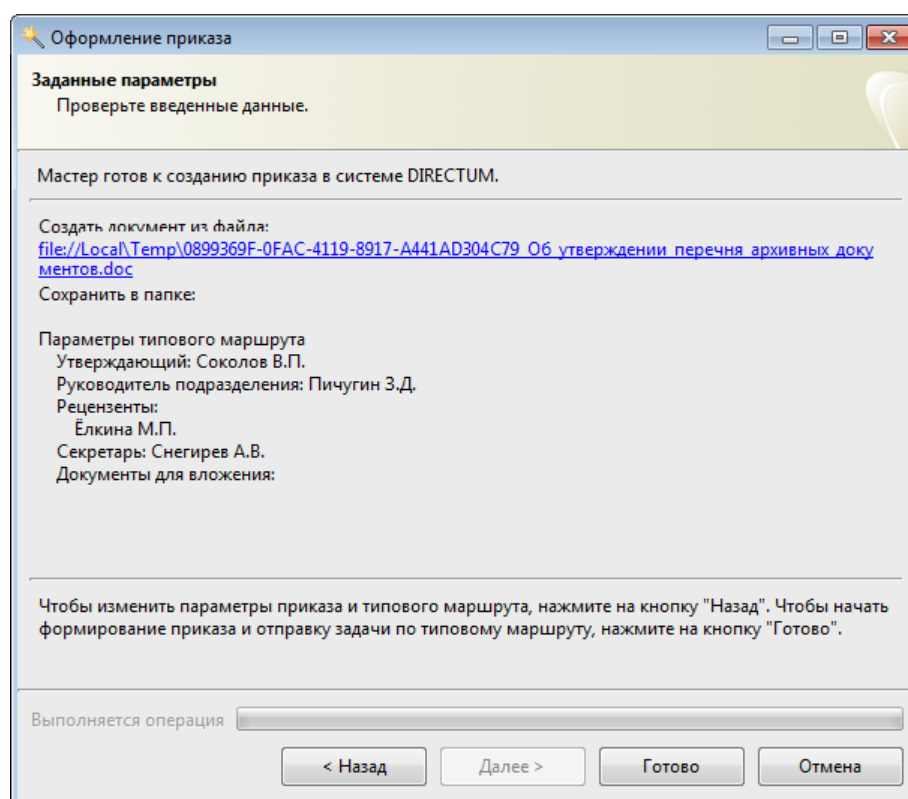 Оформление приказа
Заданные параметры
Проверьте введенные данные.
Мастер готов к созданию приказа в системе DIRECTUM.
Создать документ из файла:
file://Local\Temp\0899369F-0FAC-4119-8917-A441AD304C79_Об_утверждении_перечня_архивных_доку
ментов.doc
Сохранить в папке:
Параметры типового маршрута
Утверждающий: Соколов В.П.
Руководитель подразделения: Пичугин З.Д.
Рецензенты:
Ёлкина М.П.
Секретарь: Снегирев А.В.
Документы для вложения:
Чтобы изменить параметры приказа и типового маршрута, нажмите на кнопку "Назад". Чтобы начать
формирование приказа и отправку задачи по типовому маршруту, нажмите на кнопку "Готово".
Выполняется операция
< Назад
Далее >
Готово
Отмена